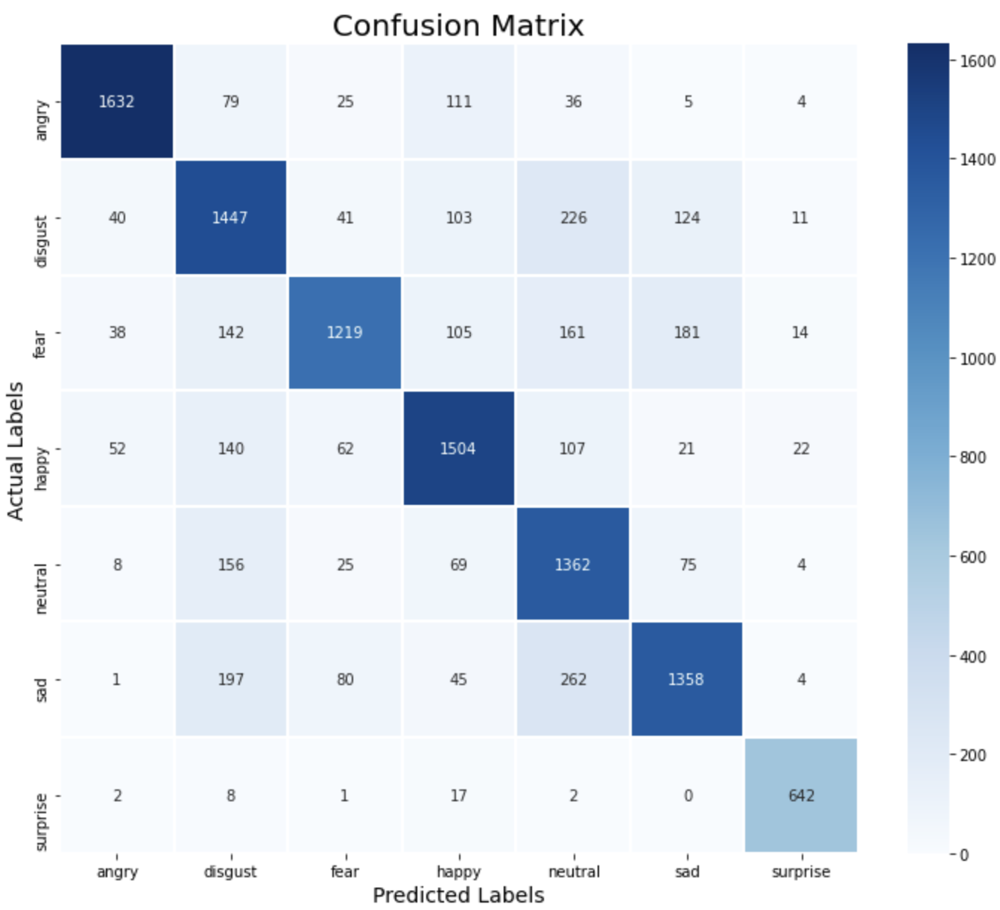 Confusion Matrix
Actual Labels
angry 1632 79 25 111 36 5 4
disgust 40 1447 41 103 226 124 11
fear 38 142 1219 105 161 181 14
happy 52 140 62 1504 107 21 22
neutral 8 156 25 69 1362 75 4
sad 1 197 80 45 262 1358 4
surprise 2 8 1 17 2 0 642
angry disgust fear happy neutral sad surprise
Predicted Labels
1600
1400
1200
1000
800
600
400
200
0